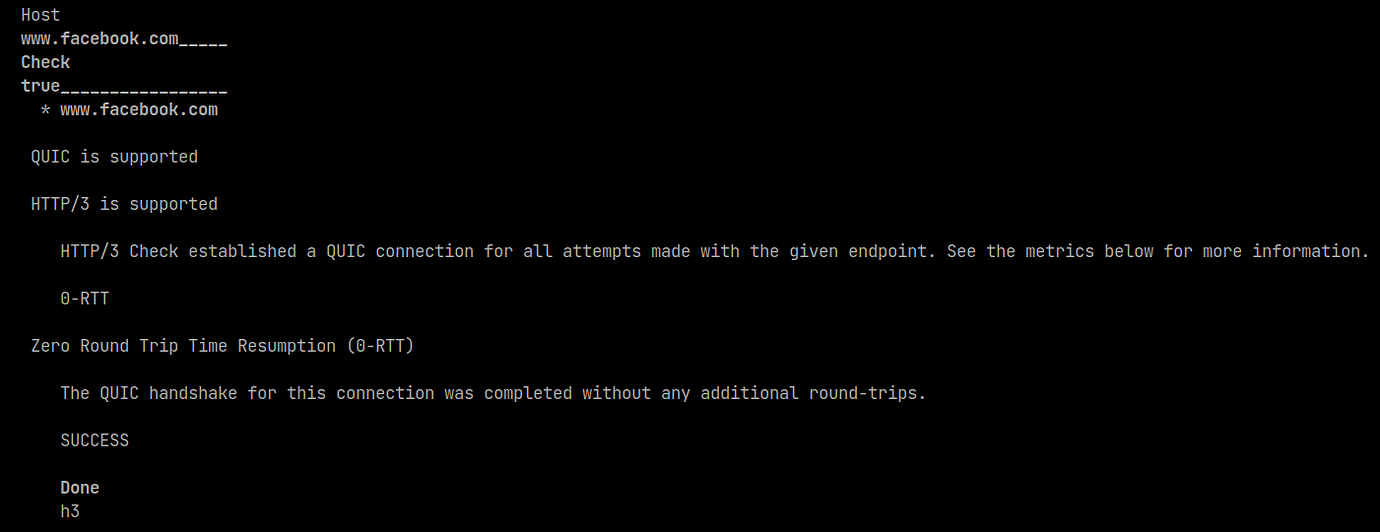 Host
www.facebook.com_____
Check
true_________________
* www.facebook.com
QUIC is supported
HTTP/3 is supported
HTTP/3 Check established a QUIC connection for all attempts made with the given endpoint. See the metrics below for more information.
0-RTT
Zero Round Trip Time Resumption (0-RTT)
The QUIC handshake for this connection was completed without any additional round-trips.
SUCCESS
Done
h3